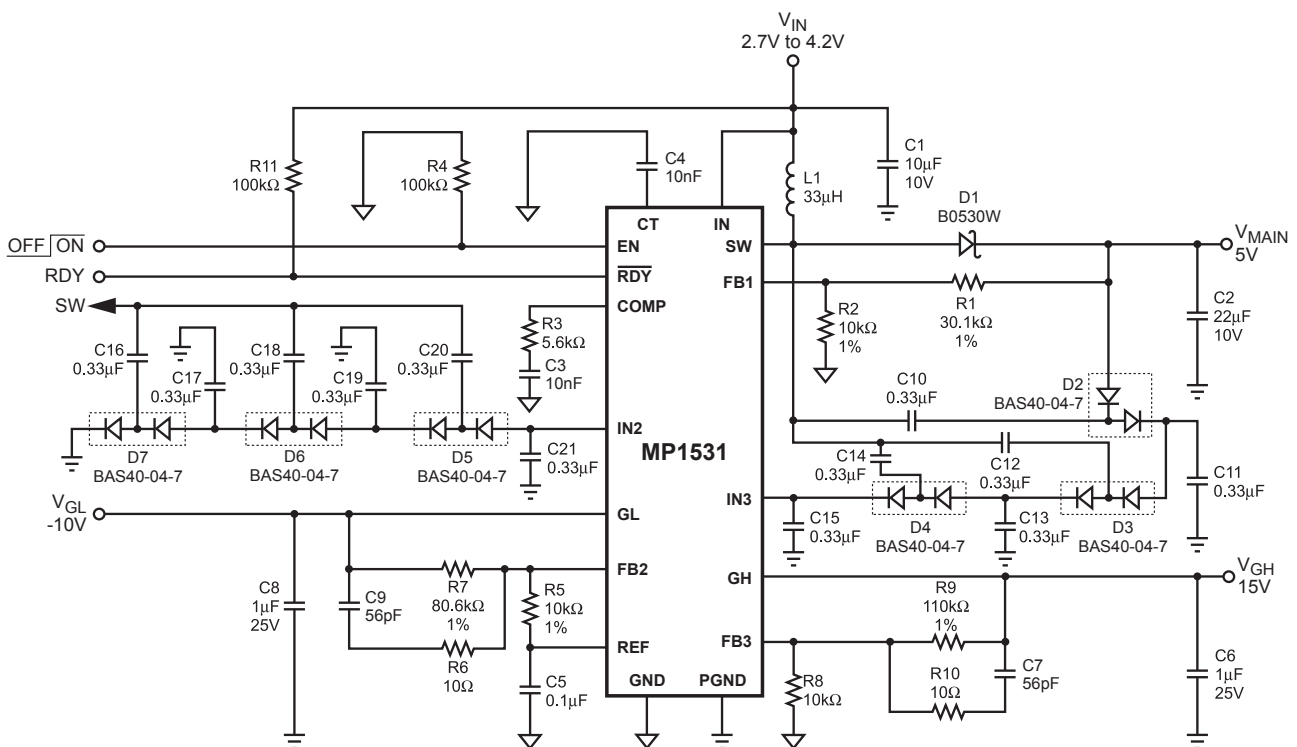 VIN
2.7V to 4.2V
R11
100kΩ
R4
100kΩ
C4
10nF
L1
33µH
C1
10µF
10V
D1
B0530W
OFF ON
RDY
SW
CT
IN
EN
RDY
COMP
IN2
GL
FB2
REF
GND
PGND
MP1531
SW
FB1
IN3
GH
FB3
VMAIN
5V
R2
10kΩ
1%
R1
30.1kΩ
1%
C2
22µF
10V
R3
5.6kΩ
C3
10nF
C16
0.33µF
C17
0.33µF
C18
0.33µF
C19
0.33µF
C20
0.33µF
D7
BAS40-04-7
D6
BAS40-04-7
D5
BAS40-04-7
C21
0.33µF
C10
0.33µF
D2
BAS40-04-7
C14
0.33µF
C12
0.33µF
C11
0.33µF
C15
0.33µF
D4
BAS40-04-7
C13
0.33µF
D3
BAS40-04-7
VGL
-10V
C8
1µF
25V
C9
56pF
R7
80.6kΩ
1%
R6
10Ω
R5
10kΩ
1%
C5
0.1µF
VGH
15V
R9
110kΩ
1%
R10
10Ω
C7
56pF
R8
10kΩ
C6
1µF
25V